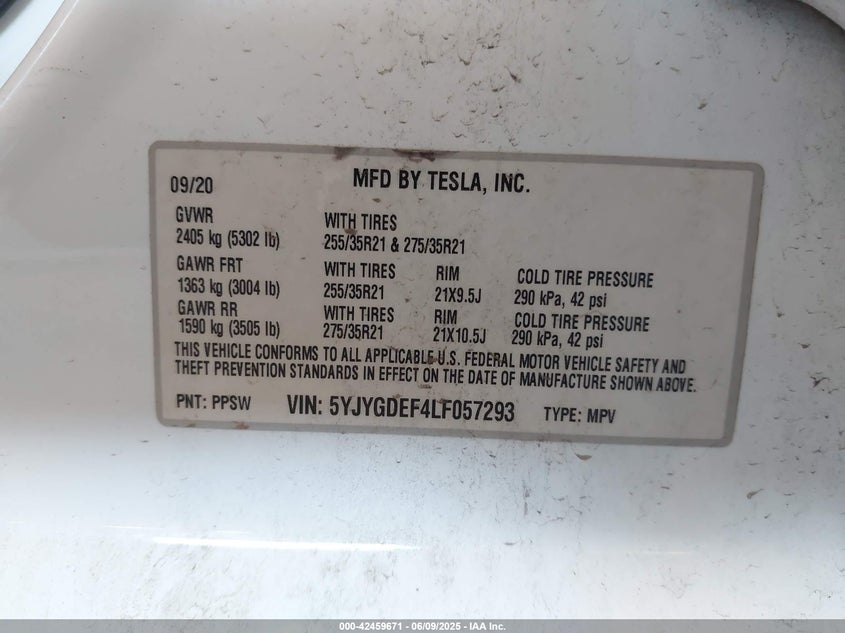 09/20 MFD BY TESLA, INC.
GVWR WITH TIRES
2405 kg (5302 lb) 255/35R21 & 275/35R21
GAWR FRT WITH TIRES RIM COLD TIRE PRESSURE
1363 kg (3004 lb) 255/35R21 21X9.5J 290 kPa, 42 psi
GAWR RR WITH TIRES RIM COLD TIRE PRESSURE
1590 kg (3505 lb) 275/35R21 21X10.5J 290 kPa, 42 psi
THIS VEHICLE CONFORMS TO ALL APPLICABLE U.S. FEDERAL MOTOR VEHICLE SAFETY AND
THEFT PREVENTION STANDARDS IN EFFECT ON THE DATE OF MANUFACTURE SHOWN ABOVE.
PNT: PPSW VIN: 5YJYGDEF4LF057293 TYPE: MPV
000-42459671 - 06/09/2025 - IAA Inc.